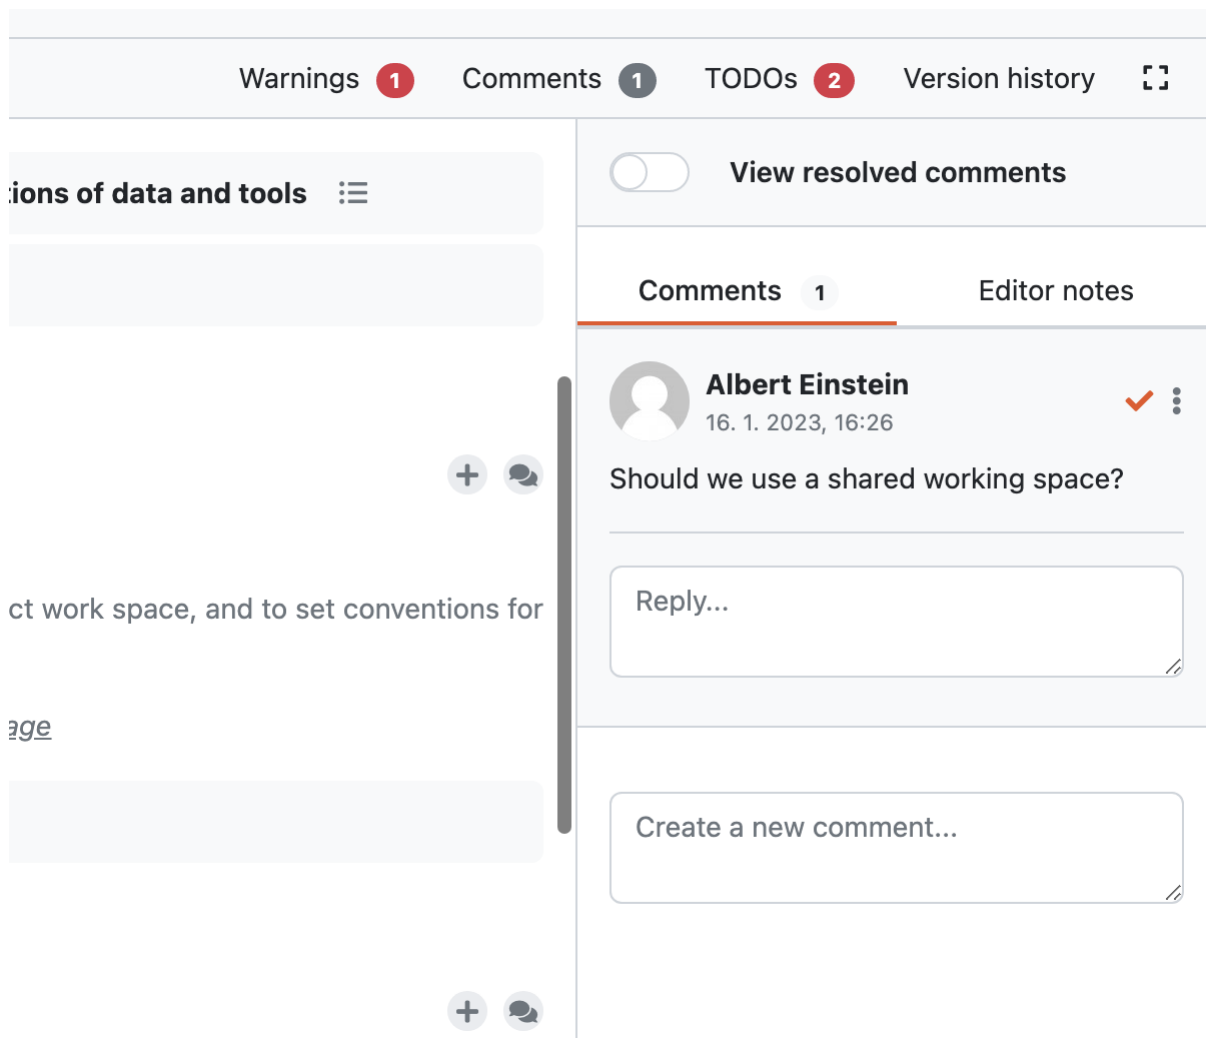 Warnings 1 Comments 1 TODOs 2 Version history
tions of data and tools
View resolved comments
Comments 1 Editor notes
Albert Einstein
16. 1. 2023, 16:26
Should we use a shared working space?
Reply...
ct work space, and to set conventions for
age
Create a new comment...